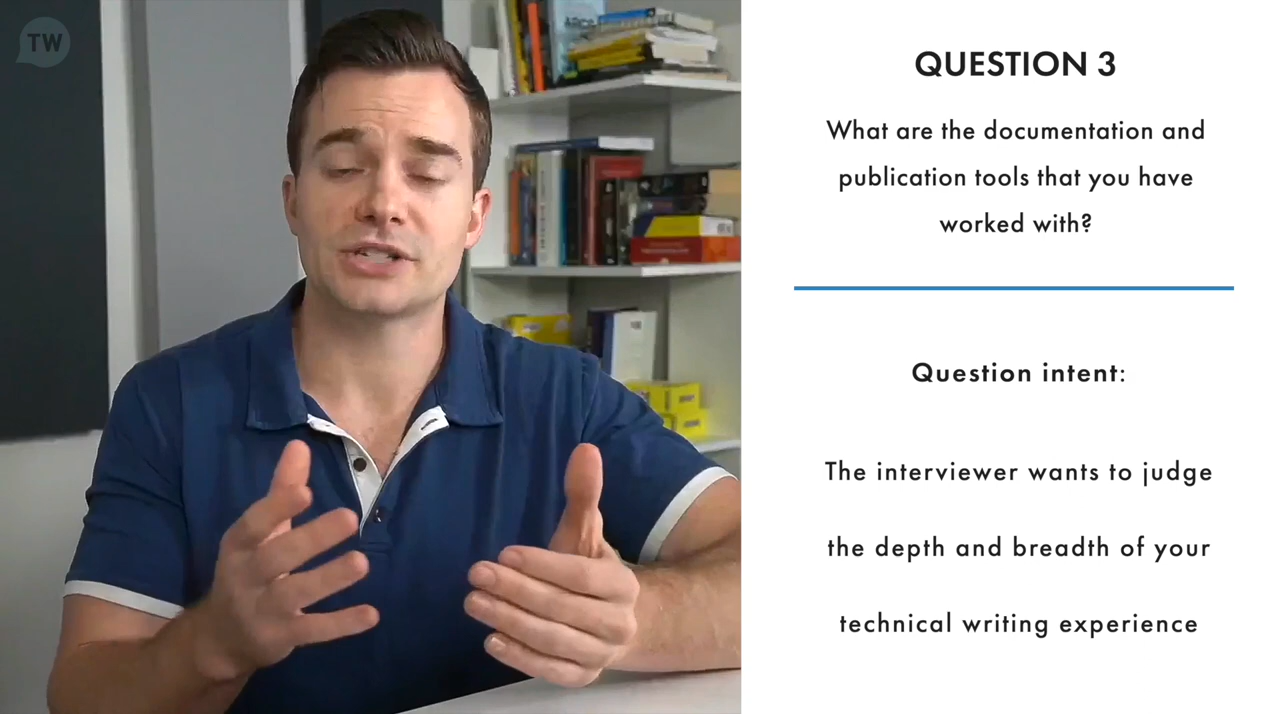 TW
QUESTION 3
What are the documentation and
publication tools that you have
worked with?
Question intent:
The interviewer wants to judge
the depth and breadth of your
technical writing experience